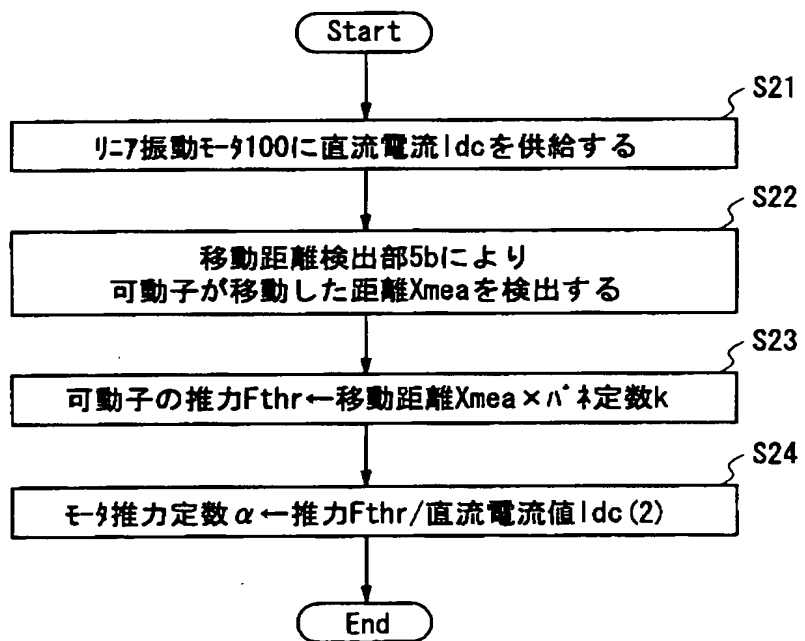 Start
S21
リニア振動モータ100に直流電流Idcを供給する
S22
移動距離検出部5bにより
可動子が移動した距離Xmeaを検出する
S23
可動子の推力Fthr←移動距離Xmea×バネ定数k
S24
モータ推力定数α←推力Fthr/直流電流値Idc(2)
End